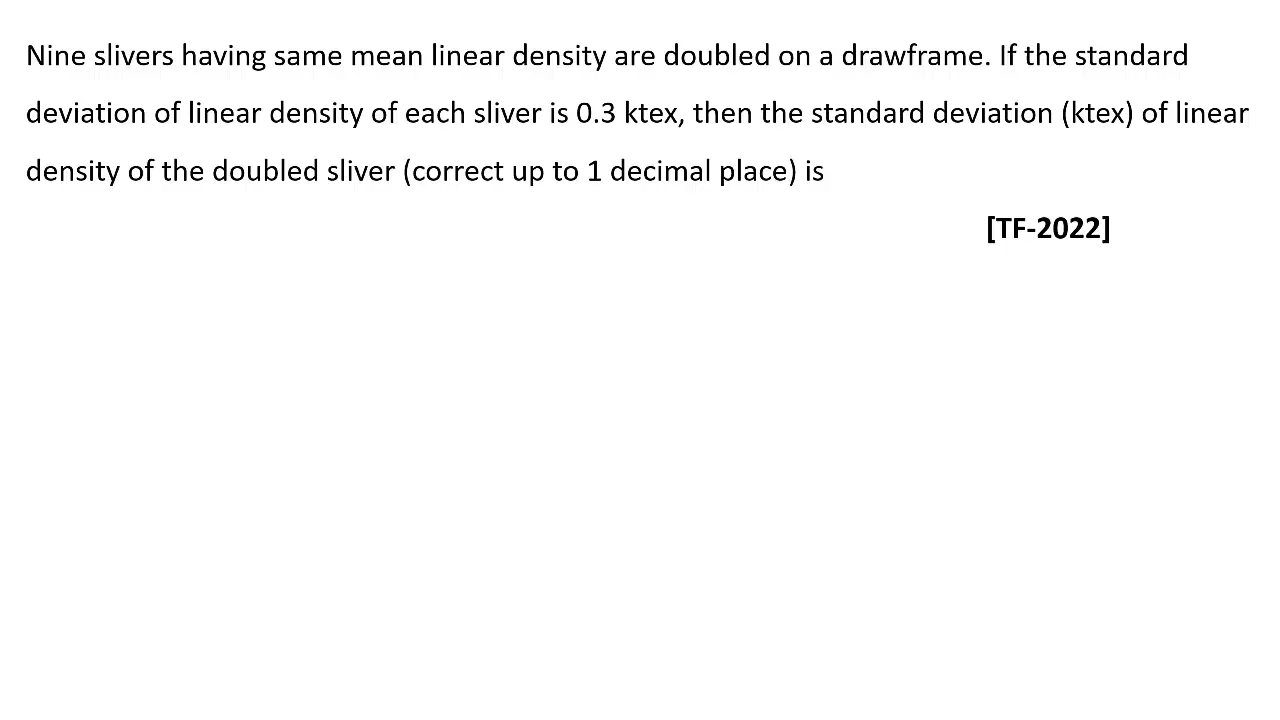 Nine slivers having same mean linear density are doubled on a drawframe. If the standard
deviation of linear density of each sliver is 0.3 ktex, then the standard deviation (ktex) of linear
density of the doubled sliver (correct up to 1 decimal place) is
[TF-2022]